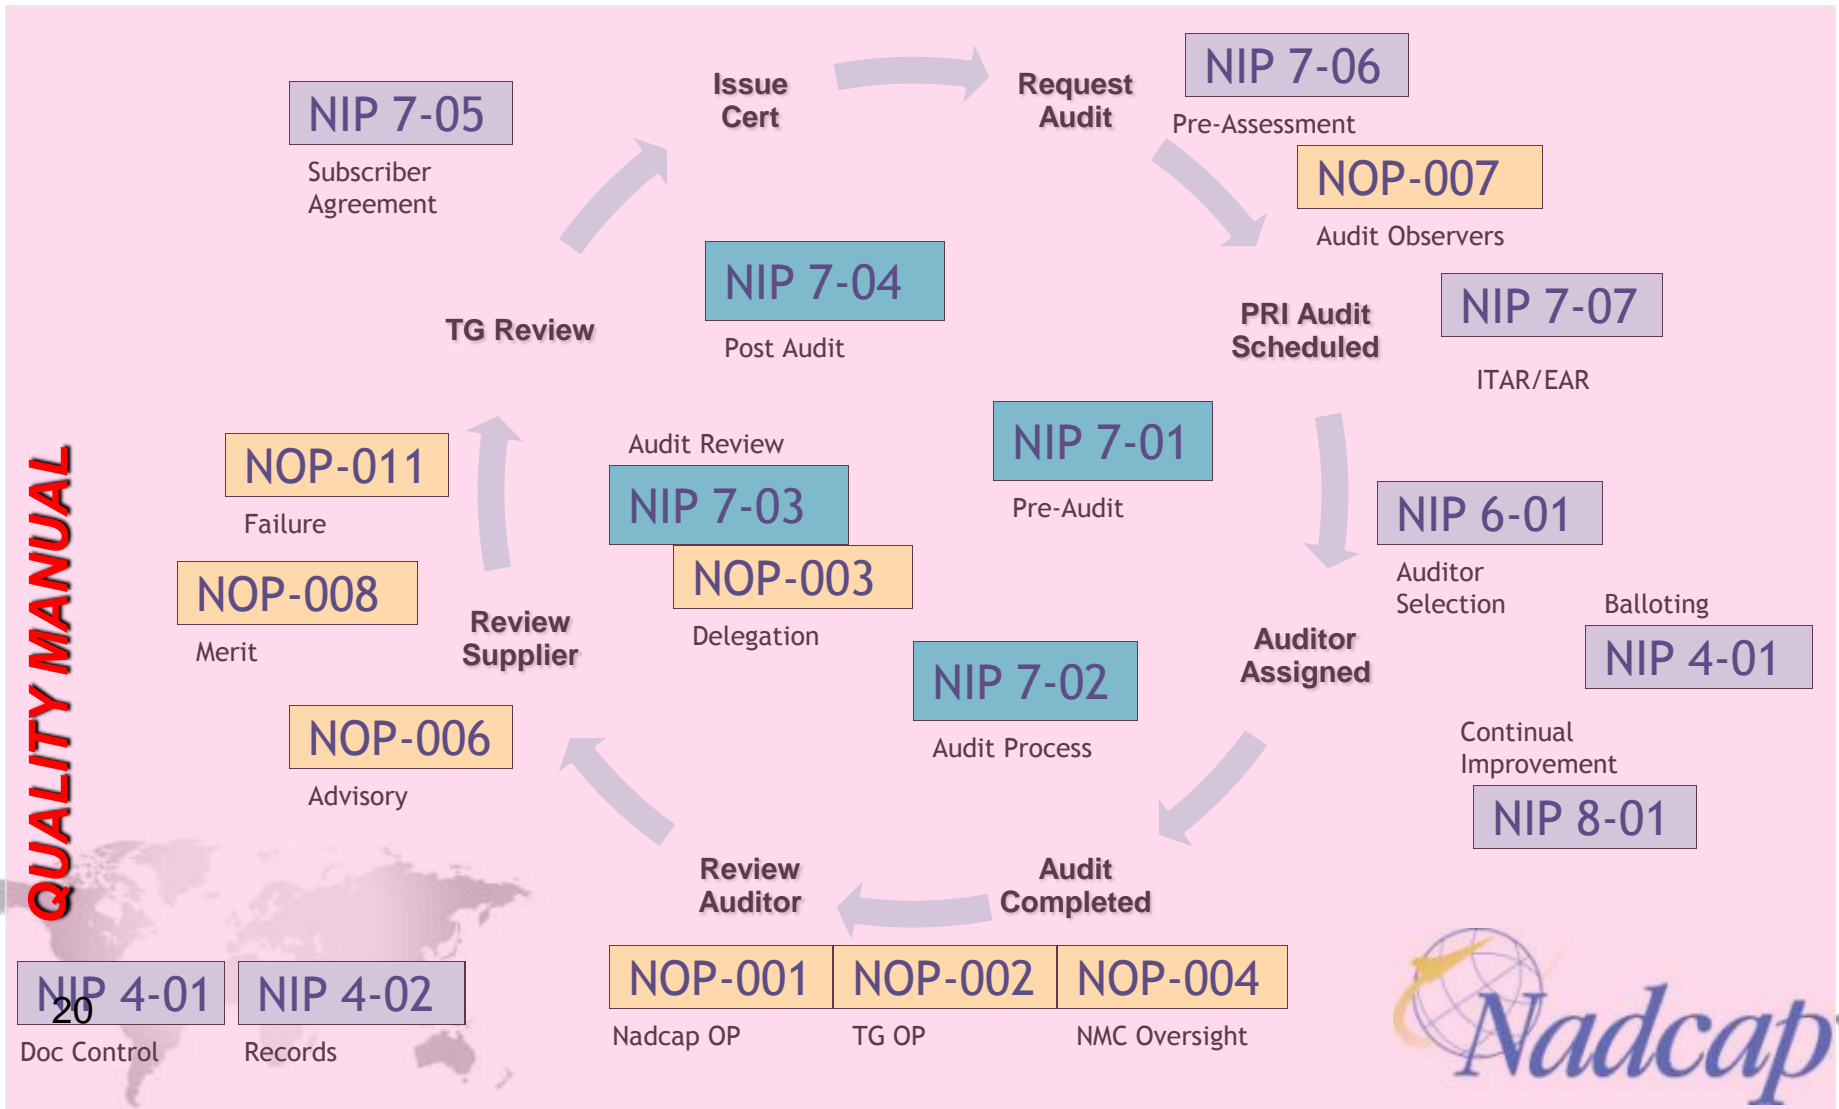 Issue
Cert
Request
Audit
NIP 7-06
Pre-Assessment
NIP 7-05
Subscriber
Agreement
NOP-007
Audit Observers
NIP 7-04
Post Audit
TG Review
PRI Audit
Scheduled
NIP 7-07
ITAR/EAR
NOP-011
Failure
Audit Review
NIP 7-03
NOP-003
Delegation
NIP 7-01
Pre-Audit
NIP 6-01
Auditor
Selection
NOP-008
Merit
Review
Supplier
NIP 7-02
Audit Process
Auditor
Assigned
Balloting
NIP 4-01
NOP-006
Advisory
Continual
Improvement
NIP 8-01
QUALITY MANUAL
Review
Auditor
Audit
Completed
NOP-001
NOP-002
NOP-004
Nadcap OP
TG OP
NMC Oversight
NIP 4-01
NIP 4-02
20
Doc Control
Records
Nadcap